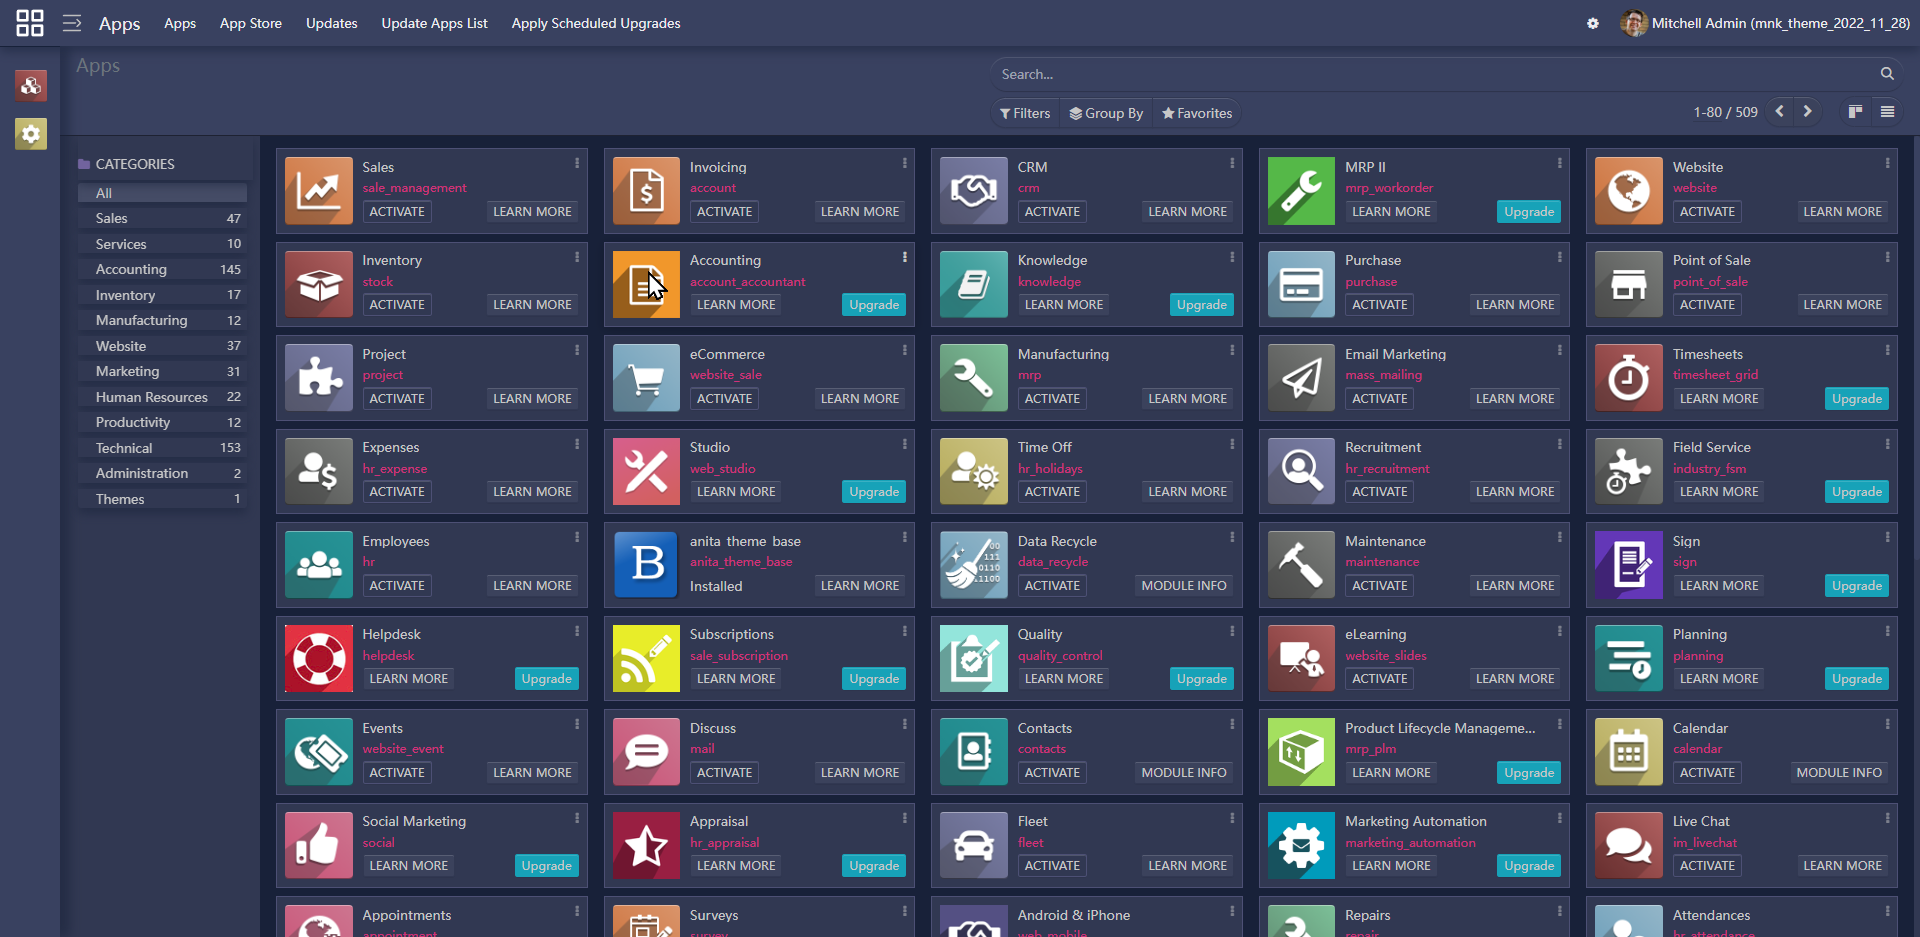 Apps
Apps
App Store
Updates
Update Apps List
Apply Scheduled Upgrades
Mitchell Admin (mnk_theme_2022_11_28)
Apps
Search...
Filters
Group By
Favorites
1-80 / 509
CATEGORIES
All
Sales 47
Services 10
Accounting 145
Inventory 17
Manufacturing 12
Website 37
Marketing 31
Human Resources 22
Productivity 12
Technical 153
Administration 2
Themes 1
Sales
sale_management
ACTIVATE LEARN MORE
Invoicing
account
ACTIVATE LEARN MORE
CRM
crm
ACTIVATE LEARN MORE
MRP II
mrp_workorder
LEARN MORE Upgrade
Website
website
ACTIVATE LEARN MORE
Inventory
stock
ACTIVATE LEARN MORE
Accounting
account_accountant
LEARN MORE Upgrade
Knowledge
knowledge
LEARN MORE Upgrade
Purchase
purchase
ACTIVATE LEARN MORE
Point of Sale
point_of_sale
ACTIVATE LEARN MORE
Project
project
ACTIVATE LEARN MORE
eCommerce
website_sale
ACTIVATE LEARN MORE
Manufacturing
mrp
ACTIVATE LEARN MORE
Email Marketing
mass_mailing
ACTIVATE LEARN MORE
Timesheets
timesheet_grid
LEARN MORE Upgrade
Expenses
hr_expense
ACTIVATE LEARN MORE
Studio
web_studio
LEARN MORE Upgrade
Time Off
hr_holidays
ACTIVATE LEARN MORE
Recruitment
hr_recruitment
ACTIVATE LEARN MORE
Field Service
industry_fsm
LEARN MORE Upgrade
Employees
hr
ACTIVATE LEARN MORE
B
anita theme base
anita_theme_base
Installed LEARN MORE
Data Recycle
data_recycle
ACTIVATE MODULE INFO
Maintenance
maintenance
ACTIVATE LEARN MORE
Sign
sign
LEARN MORE Upgrade
Helpdesk
helpdesk
LEARN MORE Upgrade
Subscriptions
sale_subscription
LEARN MORE Upgrade
Quality
quality_control
LEARN MORE Upgrade
eLearning
website_slides
ACTIVATE LEARN MORE
Planning
planning
LEARN MORE Upgrade
Events
website_event
ACTIVATE LEARN MORE
Discuss
mail
ACTIVATE LEARN MORE
Contacts
contacts
ACTIVATE MODULE INFO
Product Lifecycle Manageme...
mrp_plm
LEARN MORE Upgrade
Calendar
calendar
ACTIVATE MODULE INFO
Social Marketing
social
LEARN MORE Upgrade
Appraisal
hr_appraisal
LEARN MORE Upgrade
Fleet
fleet
ACTIVATE LEARN MORE
Marketing Automation
marketing_automation
LEARN MORE Upgrade
Live Chat
im_livechat
ACTIVATE LEARN MORE
Appointments
appointment
Surveys
survey
Android & iPhone
web_mobile
Repairs
repair
Attendances
hr_attendance